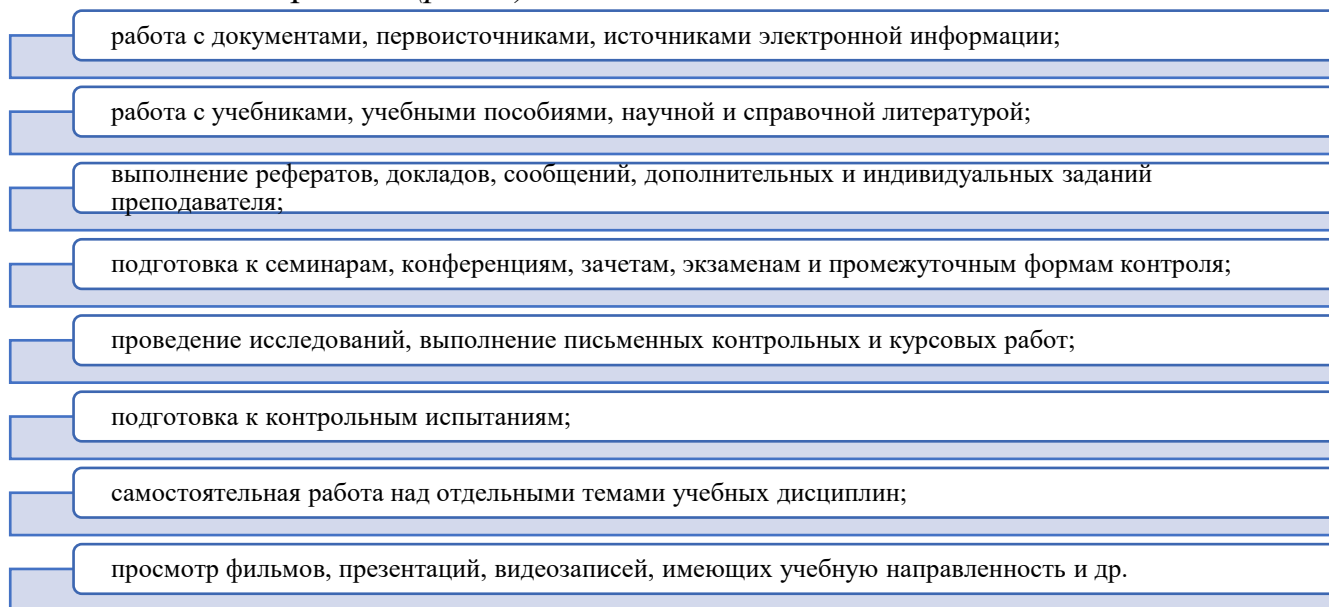 работа с документами, первоисточниками, источниками электронной информации;
работа с учебниками, учебными пособиями, научной и справочной литературой;
выполнение рефератов, докладов, сообщений, дополнительных и индивидуальных заданий
преподавателя;
подготовка к семинарам, конференциям, зачетам, экзаменам и промежуточным формам контроля;
проведение исследований, выполнение письменных контрольных и курсовых работ;
подготовка к контрольным испытаниям;
самостоятельная работа над отдельными темами учебных дисциплин;
просмотр фильмов, презентаций, видеозаписей, имеющих учебную направленность и др.